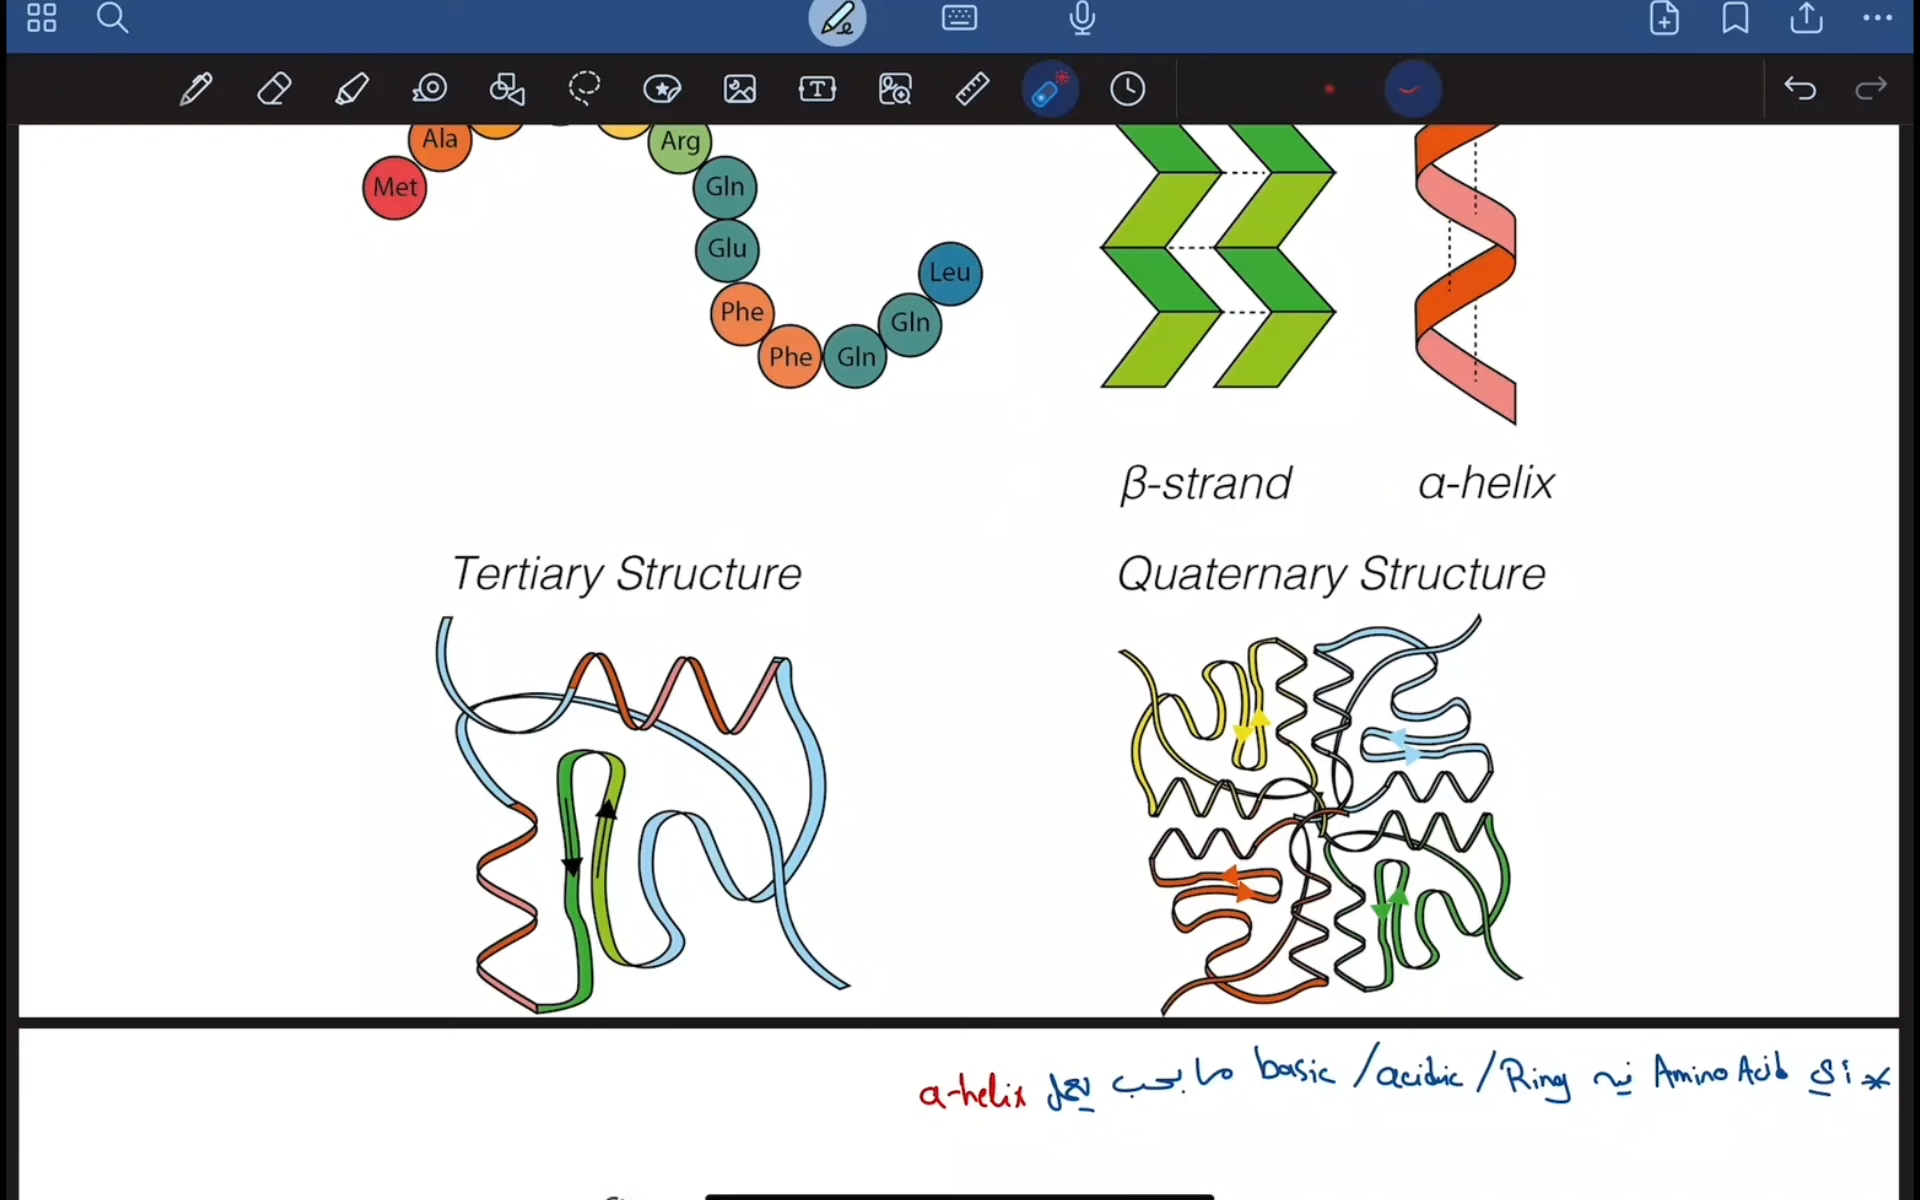 Ala
Arg
Met
Gln
Glu
Leu
Phe
Gln
Phe
Gln
β-strand
α-helix
Tertiary Structure
Quaternary Structure
* أي Amino Acid فيه Ring / acidic / basic ما بحب يعمل α-helix